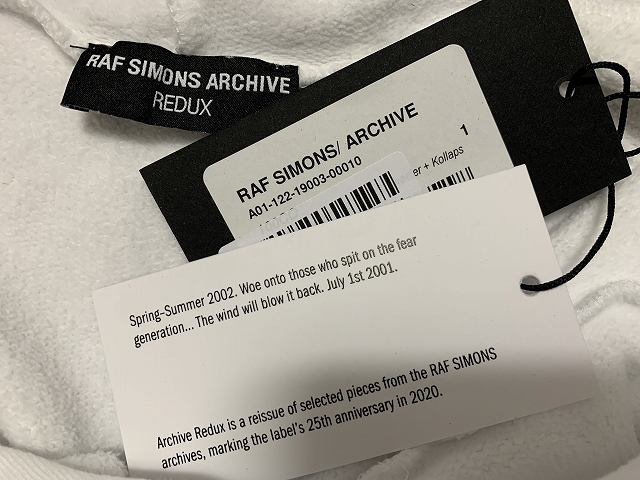 RAF SIMONS ARCHIVE
REDUX
RAF SIMONS/ ARCHIVE
A01-122-19003-00010
1
er + Kollaps
Spring–Summer 2002. Woe onto those who spit on the fear
generation... The wind will blow it back. July 1st 2001.
Archive Redux is a reissue of selected pieces from the RAF SIMONS
archives, marking the label's 25th anniversary in 2020.